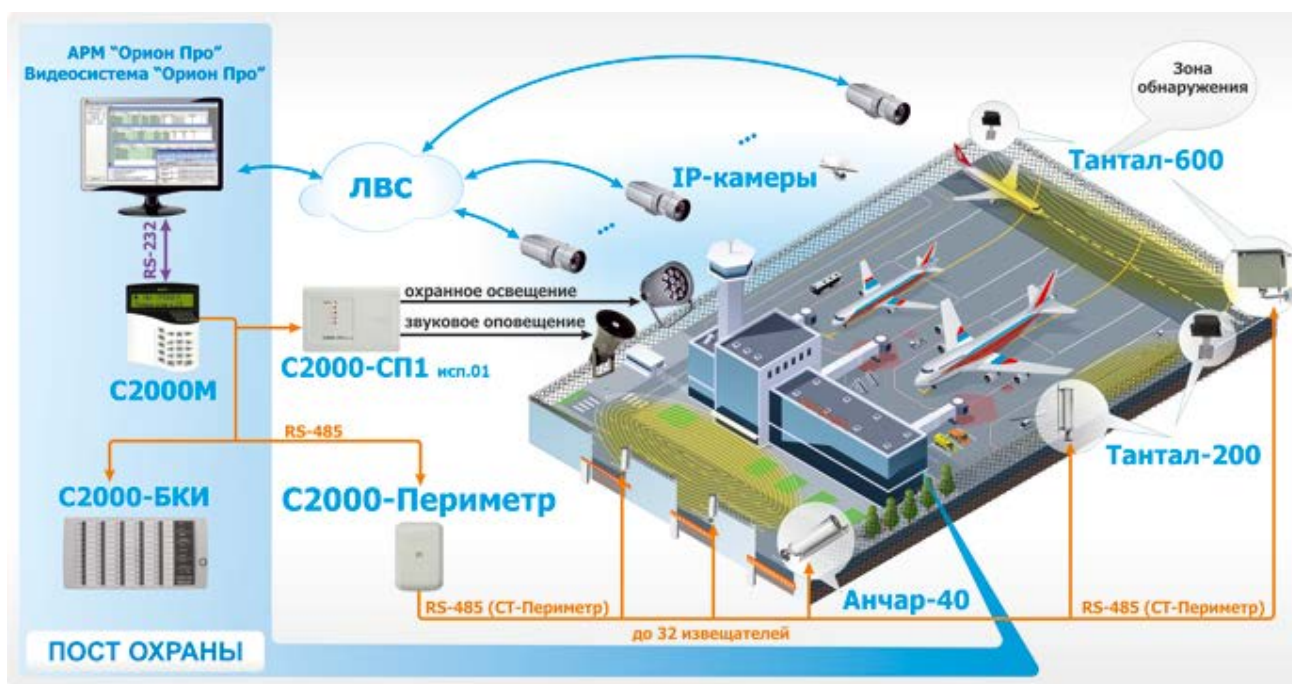 АРМ “Орион Про”
Видеосистема “Орион Про”
Зона
обнаружения
Тантал-600
ЛВС
IP-камеры
RS-232
охранное освещение
звуковое оповещение
С2000-СП1 исп.01
С2000М
RS-485
Тантал-200
С2000-БКИ
С2000-Периметр
Анчар-40
RS-485 (СТ-Периметр)
RS-485 (СТ-Периметр)
до 32 извещателей
ПОСТ ОХРАНЫ